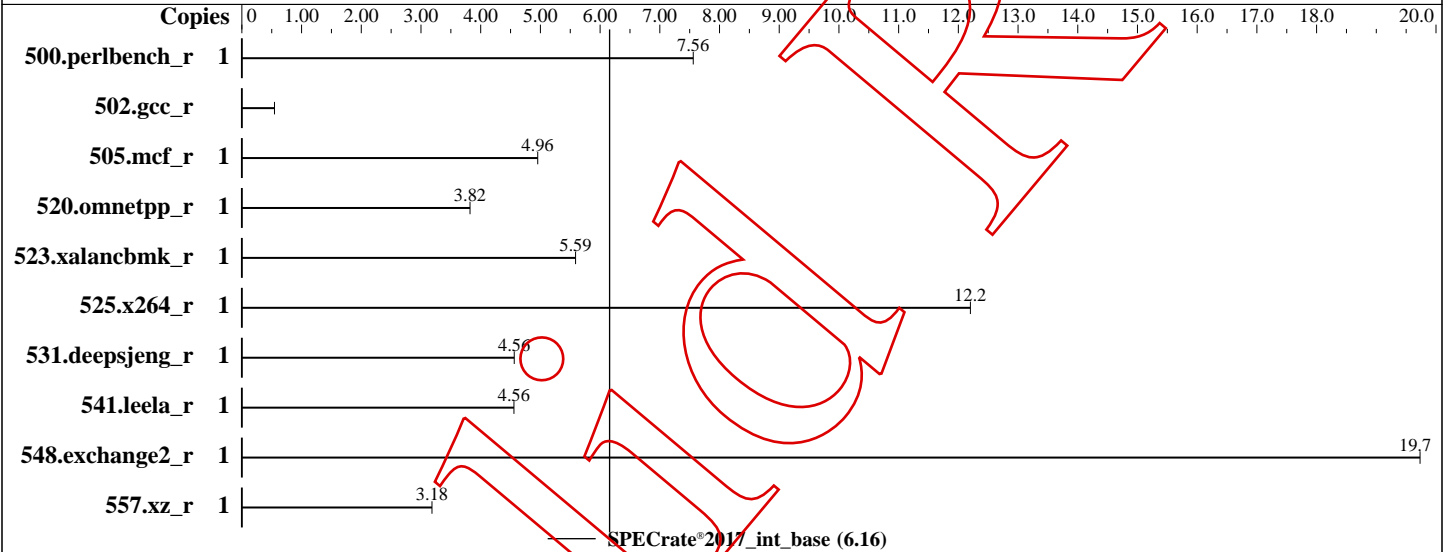 Copies 0 1.00 2.00 3.00 4.00 5.00 6.00 7.00 8.00 9.00 10.0 11.0 12.0 13.0 14.0 15.0 16.0 17.0 18.0 20.0
500.perlbench_r 1 7.56
502.gcc_r
505.mcf_r 1 4.96
520.omnetpp_r 1 3.82
523.xalancbmk_r 1 5.59
525.x264_r 1 12.2
531.deepsjeng_r 1 4.56
541.leela_r 1 4.56
548.exchange2_r 1 19.7
557.xz_r 1 3.18
SPECrate®2017_int_base (6.16)